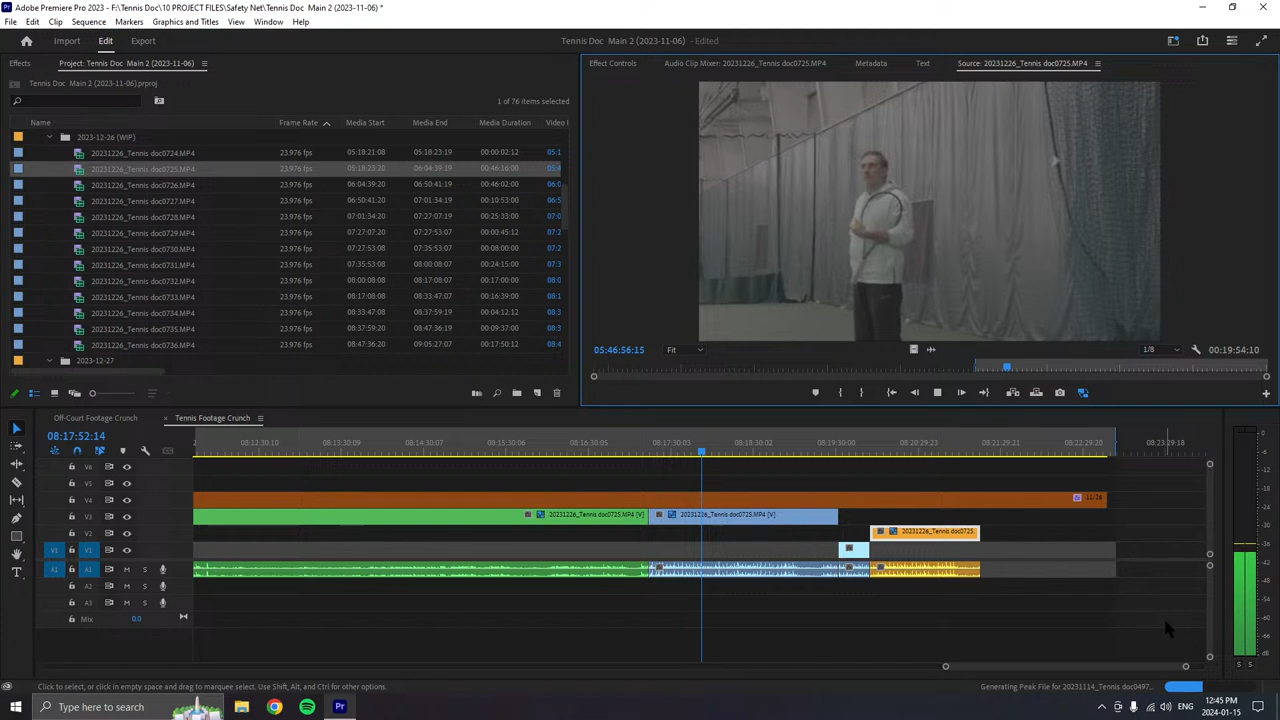 Adobe Premiere Pro 2023 - F:\Tennis Doc\10 PROJECT FILES\Safety Net\Tennis Doc Main 2 (2023-11-06) *
File Edit Clip Sequence Markers Graphics and Titles View Window Help
Import Edit Export Tennis Doc Main 2 (2023-11-06) - Edited
Effects Project: Tennis Doc Main 2 (2023-11-06) Effect Controls Audio Clip Mixer: 20231226_Tennis doc0725.MP4 Metadata Text Source: 20231226_Tennis doc0725.MP4
Tennis Doc Main 2 (2023-11-06).prproj
1 of 76 items selected
Name Frame Rate Media Start Media End Media Duration Video I
2023-12-26 (WIP)
20231226_Tennis doc0724.MP4 23.976 fps 05:18:21:08 05:18:23:19 00:00:02:12 05:1
20231226_Tennis doc0725.MP4 23.976 fps 05:18:23:20 06:04:39:19 00:46:16:00 05:4
20231226_Tennis doc0726.MP4 23.976 fps 06:04:39:20 06:50:41:19 00:46:02:00 06:0
20231226_Tennis doc0727.MP4 23.976 fps 06:50:41:20 07:01:34:19 00:10:53:00 06:5
20231226_Tennis doc0728.MP4 23.976 fps 07:01:34:20 07:27:07:19 00:25:33:00 07:0
20231226_Tennis doc0729.MP4 23.976 fps 07:27:07:20 07:27:53:07 00:00:45:12 07:2
20231226_Tennis doc0730.MP4 23.976 fps 07:27:53:08 07:35:53:07 00:08:00:00 07:2
20231226_Tennis doc0731.MP4 23.976 fps 07:35:53:08 08:00:08:07 00:24:15:00 07:3
20231226_Tennis doc0732.MP4 23.976 fps 08:00:08:08 08:17:08:07 00:17:00:00 08:0
20231226_Tennis doc0733.MP4 23.976 fps 08:17:08:08 08:33:47:07 00:16:39:00 08:1
20231226_Tennis doc0734.MP4 23.976 fps 08:33:47:08 08:37:59:19 00:04:12:12 08:3
20231226_Tennis doc0735.MP4 23.976 fps 08:37:59:20 08:47:36:19 00:09:37:00 08:3
20231226_Tennis doc0736.MP4 23.976 fps 08:47:36:20 09:05:27:07 00:17:50:12 08:4
2023-12-27
05:46:56:15 Fit 1/8 00:19:54:10
Off-Court Footage Crunch × Tennis Footage Crunch
08:17:52:14
2 08:12:30:10 08:13:30:09 08:14:30:07 08:15:30:06 08:16:30:05 08:17:30:03 08:18:30:02 08:19:30:00 08:20:29:23 08:21:29:21 08:22:29:20 08:23:29:18
V6
V5
V4 11/26
V3 20231226_Tennis doc0725.MP4 [V] 20231226_Tennis doc0725.MP4 [V]
V2 20231226_Tennis doc0725.
V1 V1
A1 A1 M S
A2 M S
A3 M S
Mix 0.0
0
-6
-12
-18
-24
-30
-36
-42
-48
-54
-60
-66
-72
-78
-84
dB
S S
Click to select, or click in empty space and drag to marquee select. Use Shift, Alt, and Ctrl for other options. Generating Peak File for 20231114_Tennis doc0497...
Type here to search ENG 12:45 PM
2024-01-15